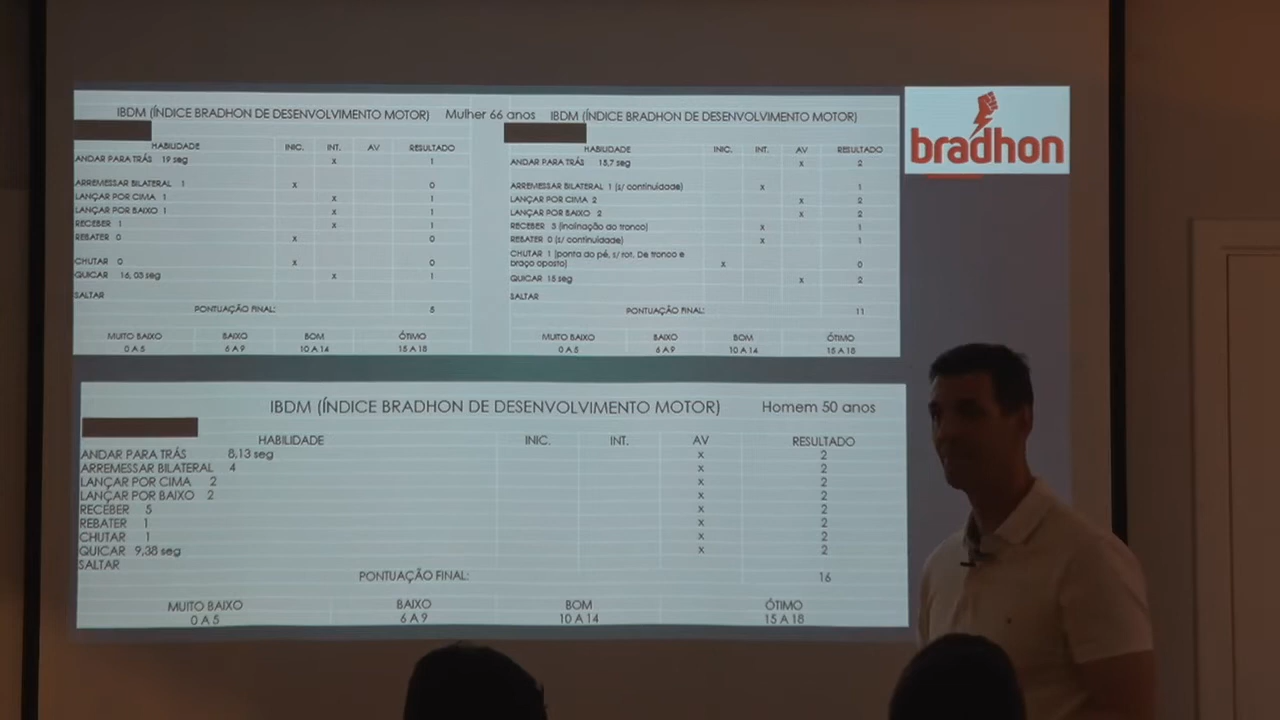 IBDM (ÍNDICE BRADHON DE DESENVOLVIMENTO MOTOR) Mulher 66 anos
HABILIDADE INIC. INT. AV RESULTADO
ANDAR PARA TRÁS 19 seg x 1
ARREMESSAR BILATERAL 1 x 0
LANÇAR POR CIMA 1 x 1
LANÇAR POR BAIXO 1 x 1
RECEBER 1 x 1
REBATER 0 x 0
CHUTAR 0 x 0
QUICAR 16,03 seg x 1
SALTAR
PONTUAÇÃO FINAL: 5
MUITO BAIXO BAIXO BOM ÓTIMO
0 A 5 6 A 9 10 A 14 15 A 18
IBDM (ÍNDICE BRADHON DE DESENVOLVIMENTO MOTOR)
HABILIDADE INIC. INT. AV RESULTADO
ANDAR PARA TRÁS 13,7 seg x 2
ARREMESSAR BILATERAL 1 (s/ continuidade) x 1
LANÇAR POR CIMA 2 x 2
LANÇAR POR BAIXO 2 x 2
RECEBER 3 (inclinação ao tronco) x 1
REBATER 0 (s/ continuidade) x 1
CHUTAR 1 (ponta do pé, s/ rot. De tronco e
braço oposto) x 0
QUICAR 15 seg x 2
SALTAR
PONTUAÇÃO FINAL: 11
MUITO BAIXO BAIXO BOM ÓTIMO
0 A 5 6 A 9 10 A 14 15 A 18
bradhon
IBDM (ÍNDICE BRADHON DE DESENVOLVIMENTO MOTOR) Homem 50 anos
HABILIDADE INIC. INT. AV RESULTADO
ANDAR PARA TRÁS 8,13 seg x 2
ARREMESSAR BILATERAL 4 x 2
LANÇAR POR CIMA 2 x 2
LANÇAR POR BAIXO 2 x 2
RECEBER 5 x 2
REBATER 1 x 2
CHUTAR 1 x 2
QUICAR 9,38 seg x 2
SALTAR
PONTUAÇÃO FINAL: 16
MUITO BAIXO BAIXO BOM ÓTIMO
0 A 5 6 A 9 10 A 14 15 A 18